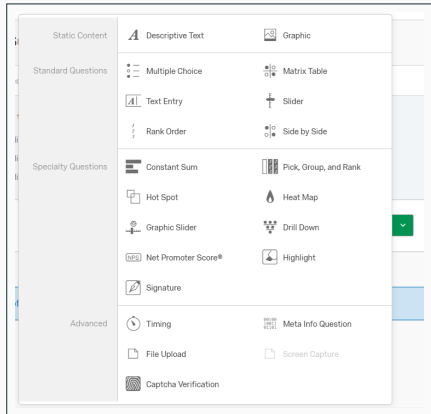 Static Content
Descriptive Text
Graphic
Standard Questions
Multiple Choice
Matrix Table
Text Entry
Slider
Rank Order
Side by Side
Specialty Questions
Constant Sum
Pick, Group, and Rank
Hot Spot
Heat Map
Graphic Slider
Drill Down
NPS Net Promoter Score®
Highlight
Signature
Advanced
Timing
Meta Info Question
File Upload
Screen Capture
Captcha Verification